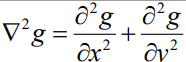 ∇²g = ∂²g/∂x² + ∂²g/∂v²